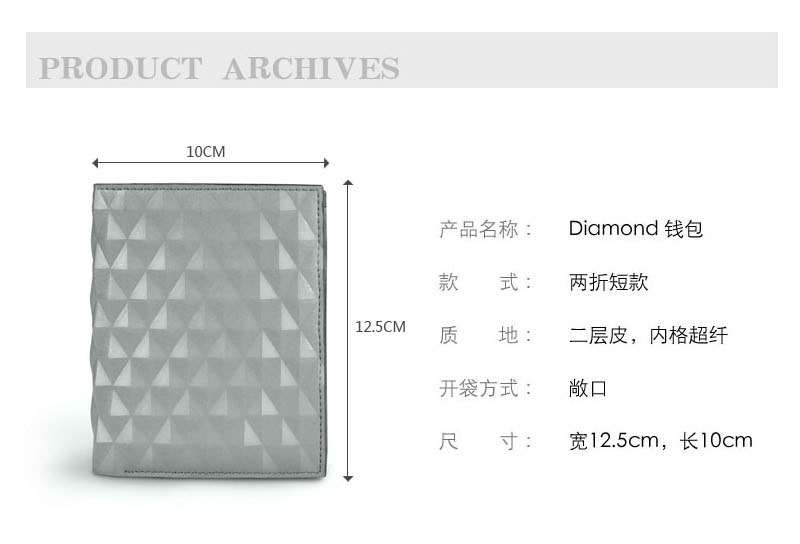 PRODUCT ARCHIVES
10CM
12.5CM
产品名称： Diamond 钱包
款 式： 两折短款
质 地： 二层皮，内格超纤
开袋方式： 敞口
尺 寸： 宽12.5cm，长10cm